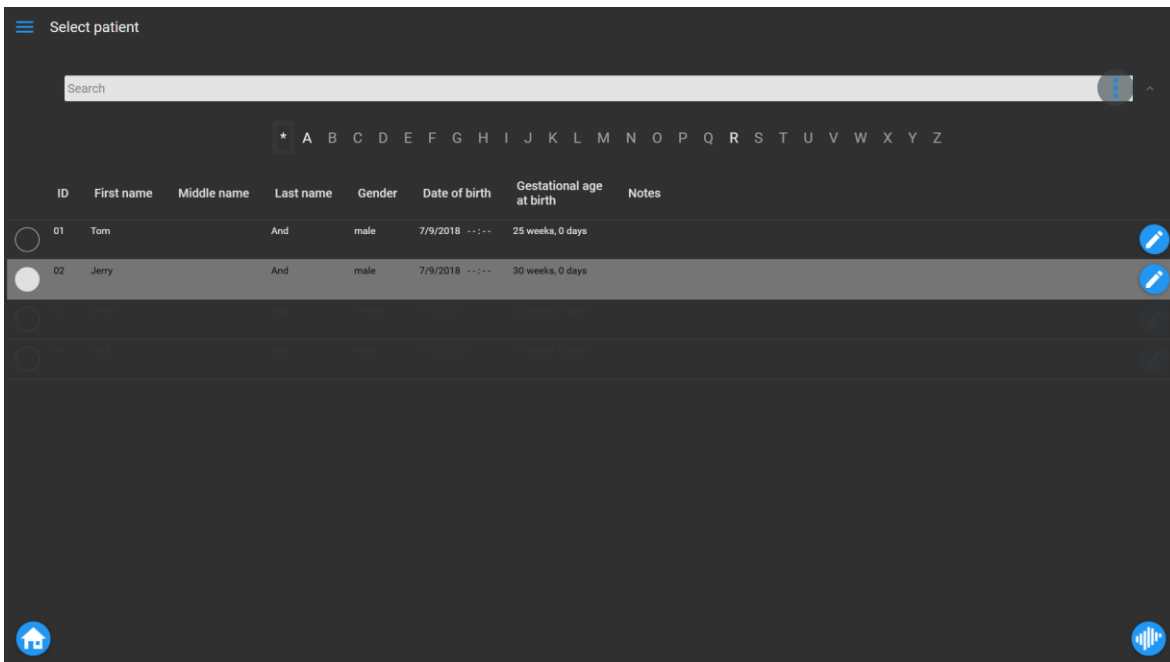 Select patient
Search
* A B C D E F G H I J K L M N O P Q R S T U V W X Y Z
ID First name Middle name Last name Gender Date of birth Gestational age at birth Notes
01 Tom And male 7/9/2018 --:-- 25 weeks, 0 days
02 Jerry And male 7/9/2018 --:-- 30 weeks, 0 days